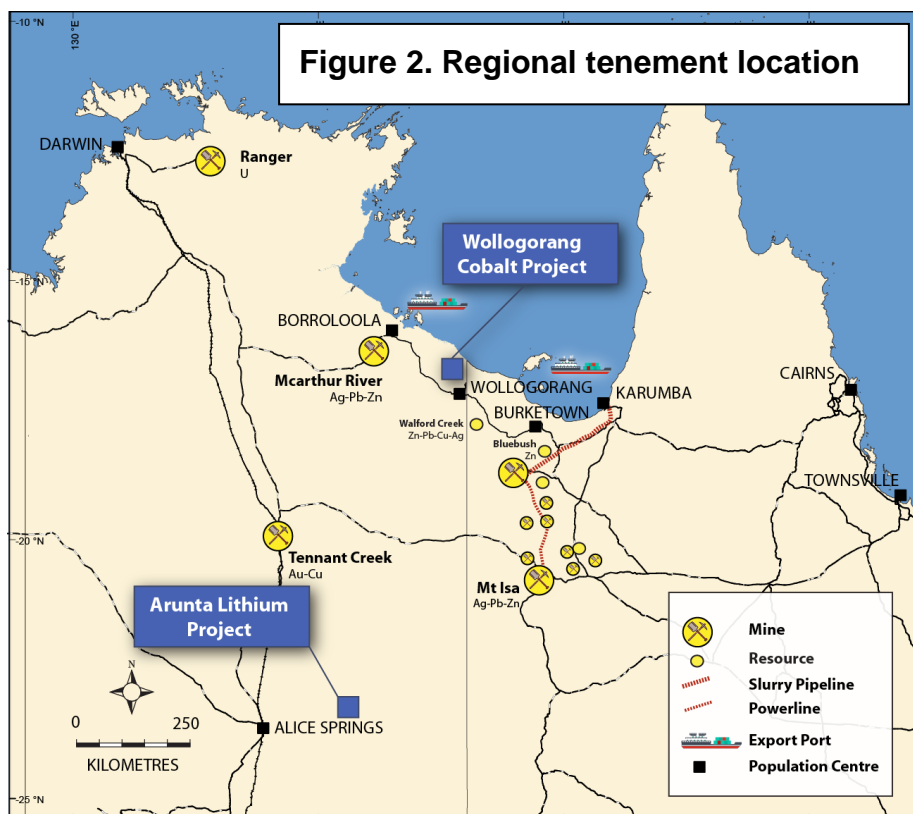 -10 °N
130 °E
Figure 2. Regional tenement location
DARWIN
Ranger
U
Wollogorang
Cobalt Project
-15 °N
BORROLOOLA
Mcarthur River
Ag-Pb-Zn
WOLLOGORANG
KARUMBA
CAIRNS
BURKETOWN
Walford Creek
Zn-Pb-Cu-Ag
Bluebush
Zn
TOWNSVILLE
-20 °N
Tennant Creek
Au-Cu
Mt Isa
Ag-Pb-Zn
Arunta Lithium
Project
N
0 250
KILOMETRES
ALICE SPRINGS
-25 °N
Mine
Resource
Slurry Pipeline
Powerline
Export Port
Population Centre